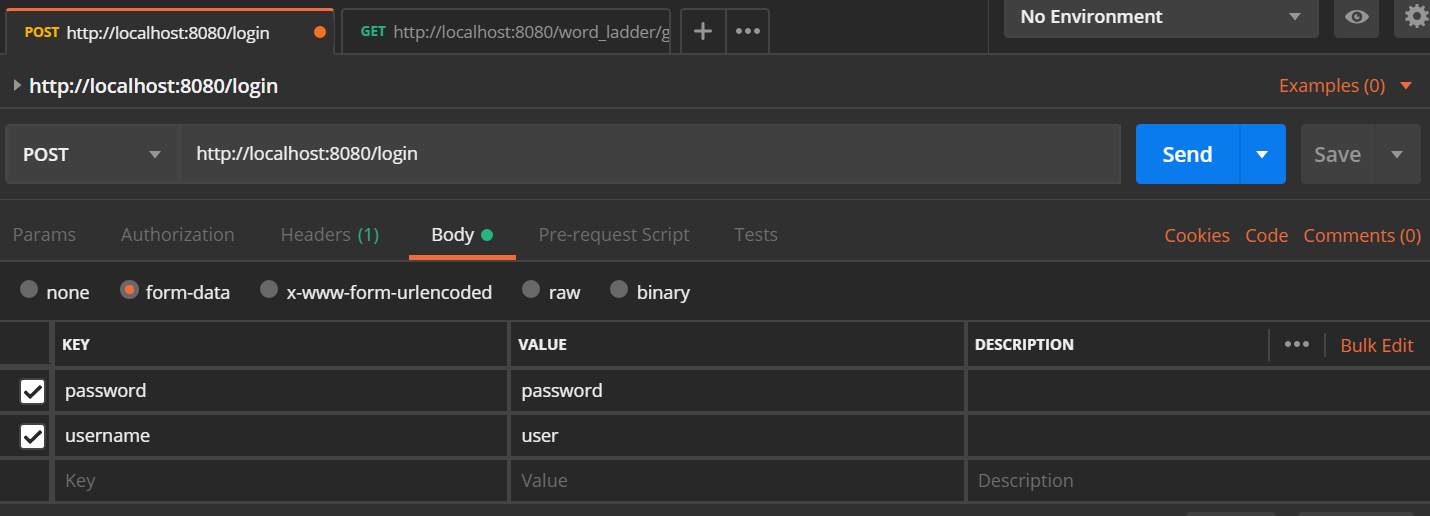 POST http://localhost:8080/login GET http://localhost:8080/word_ladder/g No Environment
http://localhost:8080/login Examples (0)
POST http://localhost:8080/login Send Save
Params Authorization Headers (1) Body Pre-request Script Tests Cookies Code Comments (0)
none form-data x-www-form-urlencoded raw binary
KEY VALUE DESCRIPTION Bulk Edit
password password
username user
Key Value Description